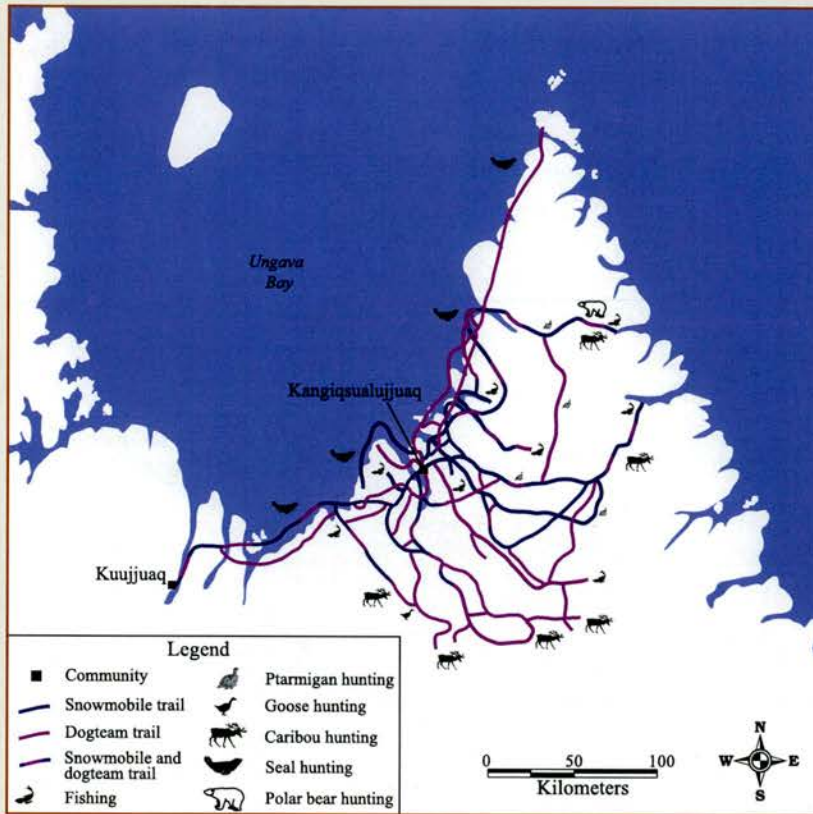 Ungava
Bay
Kangiqsualujjuaq
Kuujjuaq
Legend
Community
Snowmobile trail
Dogteam trail
Snowmobile and
dogteam trail
Fishing
Ptarmigan hunting
Goose hunting
Caribou hunting
Seal hunting
Polar bear hunting
0 50 100
Kilometers
N
W E
S